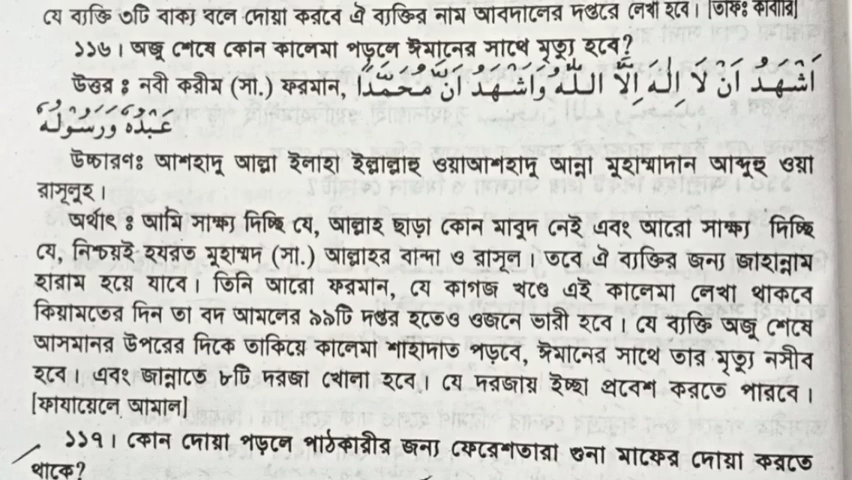 যে ব্যক্তি ৩টি বাক্য বলে দোয়া করবে ঐ ব্যক্তির নাম আবদালের দপ্তরে লেখা হবে। [তাফঃ কাবীর]
১১৬। অজু শেষে কোন কালেমা পড়লে ঈমানের সাথে মৃত্যু হবে?
উত্তর ঃ নবী করীম (সা.) ফরমান, اَشْهَدُ اَنْ لَا اِلٰهَ اِلَّا اللّٰهُ وَاَشْهَدُ اَنَّ مُحَمَّدًا
عَبْدُهُ وَرَسُوْلُهُ
উচ্চারণঃ আশহাদু আল্লা ইলাহা ইল্লাল্লাহু ওয়াআশহাদু আন্না মুহাম্মাদান আব্দুহু ওয়া
রাসূলুহ।
অর্থাৎ ঃ আমি সাক্ষ্য দিচ্ছি যে, আল্লাহ ছাড়া কোন মাবুদ নেই এবং আরো সাক্ষ্য দিচ্ছি
যে, নিশ্চয়ই হযরত মুহাম্মদ (সা.) আল্লাহর বান্দা ও রাসূল। তবে ঐ ব্যক্তির জন্য জাহান্নাম
হারাম হয়ে যাবে। তিনি আরো ফরমান, যে কাগজ খণ্ডে এই কালেমা লেখা থাকবে
কিয়ামতের দিন তা বদ আমলের ৯৯টি দপ্তর হতেও ওজনে ভারী হবে। যে ব্যক্তি অজু শেষে
আসমানর উপরের দিকে তাকিয়ে কালেমা শাহাদাত পড়বে, ঈমানের সাথে তার মৃত্যু নসীব
হবে। এবং জান্নাতে ৮টি দরজা খোলা হবে। যে দরজায় ইচ্ছা প্রবেশ করতে পারবে।
[ফাযায়েলে আমাল]
১১৭। কোন দোয়া পড়লে পাঠকারীর জন্য ফেরেশতারা গুনা মাফের দোয়া করতে
থাকে?